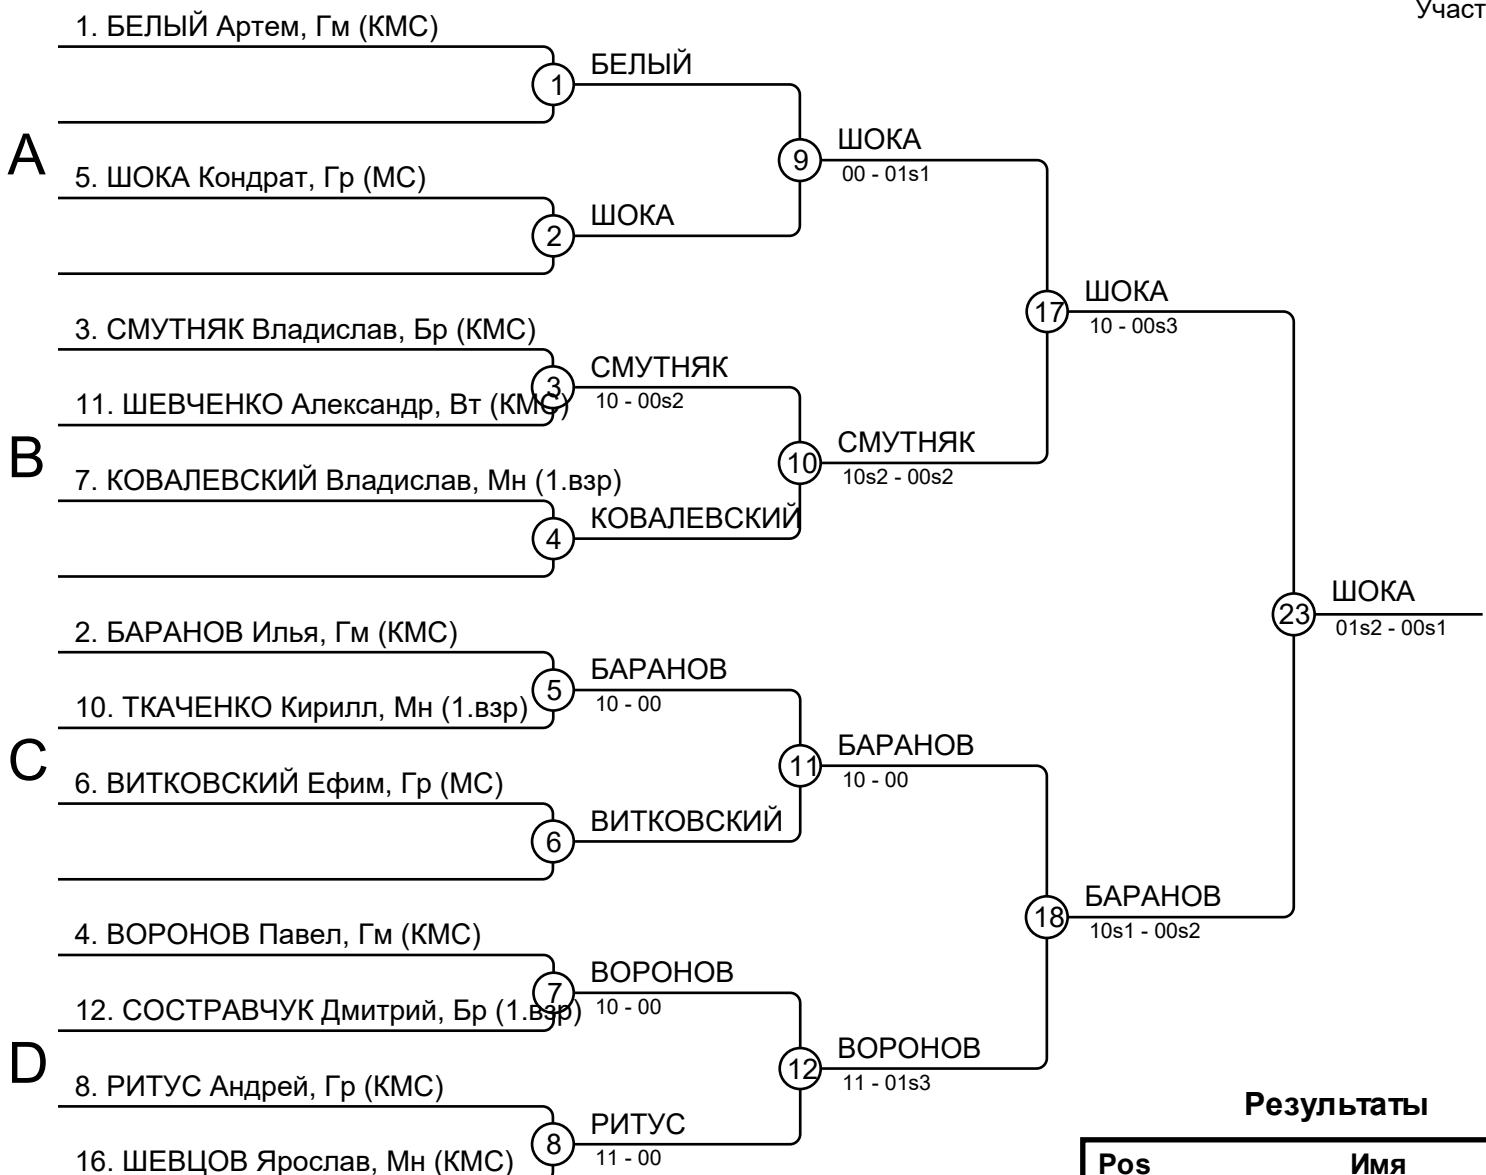 Участ
1. БЕЛЫЙ Артем, Гм (КМС)
1
БЕЛЫЙ
A
9
ШОКА
00 - 01s1
5. ШОКА Кондрат, Гр (МС)
2
ШОКА
17
ШОКА
10 - 00s3
3. СМУТНЯК Владислав, Бр (КМС)
3
СМУТНЯК
10 - 00s2
11. ШЕВЧЕНКО Александр, Вт (КМС)
B
10
СМУТНЯК
10s2 - 00s2
7. КОВАЛЕВСКИЙ Владислав, Мн (1.взр)
4
КОВАЛЕВСКИЙ
23
ШОКА
01s2 - 00s1
2. БАРАНОВ Илья, Гм (КМС)
5
БАРАНОВ
10 - 00
10. ТКАЧЕНКО Кирилл, Мн (1.взр)
C
11
БАРАНОВ
10 - 00
6. ВИТКОВСКИЙ Ефим, Гр (МС)
6
ВИТКОВСКИЙ
18
БАРАНОВ
10s1 - 00s2
4. ВОРОНОВ Павел, Гм (КМС)
7
ВОРОНОВ
10 - 00
12. СОСТРАВЧУК Дмитрий, Бр (1.взр)
D
12
ВОРОНОВ
11 - 01s3
8. РИТУС Андрей, Гр (КМС)
8
РИТУС
11 - 00
16. ШЕВЦОВ Ярослав, Мн (КМС)
Результаты
Pos Имя